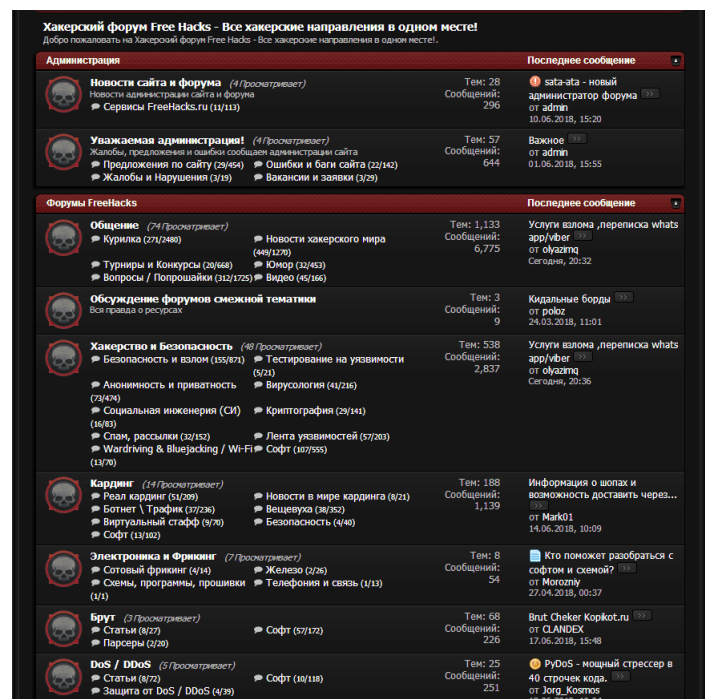 Хакерский форум Free Hacks - Все хакерские направления в одном месте!
Добро пожаловать на Хакерский форум Free Hacks - Все хакерские направления в одном месте!.
Администрация Последнее сообщение
Новости сайта и форума (4 Просматривает) Тем: 28 sata-ata - новый
Новости администрации сайта и форума Сообщений: администратор форума >>
Сервисы FreeHacks.ru (11/113) 296 от admin
10.06.2018, 15:20
Уважаемая администрация! (4 Просматривает) Тем: 57 Важное >>
Жалобы, предложения и ошибки сообщаем администрации сайта Сообщений: от admin
Предложения по сайту (29/454) Ошибки и баги сайта (22/142) 644 01.06.2018, 15:55
Жалобы и Нарушения (3/19) Вакансии и заявки (3/29)
Форумы FreeHacks Последнее сообщение
Общение (74 Просматривает) Тем: 1,133 Услуги взлома ,переписка whats
Курилка (271/2480) Новости хакерского мира Сообщений: app/viber >>
(449/1270) 6,775 от olyazimq
Турниры и Конкурсы (20/668) Юмор (32/453) Сегодня, 20:32
Вопросы / Попрошайки (312/1725) Видео (45/166)
Обсуждение форумов смежной тематики Тем: 3 Кидальные борды >>
Вся правда о ресурсах Сообщений: от poloz
9 24.03.2018, 11:01
Хакерство и Безопасность (48 Просматривает) Тем: 538 Услуги взлома ,переписка whats
Безопасность и взлом (155/871) Тестирование на уязвимости Сообщений: app/viber >>
(5/21) 2,837 от olyazimq
Анонимность и приватность Вирусология (41/216) Сегодня, 20:36
(73/474)
Социальная инженерия (СИ) Криптография (29/141)
(16/83)
Спам, рассылки (32/152) Лента уязвимостей (57/203)
Wardriving & Bluejacking / Wi-Fi Софт (107/555)
(13/70)
Кардинг (14 Просматривает) Тем: 188 Информация о шопах и
Реал кардинг (51/209) Новости в мире кардинга (8/21) Сообщений: возможность доставить через...
Ботнет \ Трафик (37/236) Вещевуха (38/352) 1,139 >>
Виртуальный стафф (9/70) Безопасность (4/40) от Mark01
Софт (13/102) 14.06.2018, 10:09
Электроника и Фрикинг (7 Просматривает) Тем: 8 Кто поможет разобраться с
Сотовый фрикинг (4/14) Железо (2/26) Сообщений: софтом и схемой? >>
Схемы, программы, прошивки Телефония и связь (1/13) 54 от Morozniy
(1/1) 27.04.2018, 00:37
Брут (3 Просматривает) Тем: 68 Brut Cheker Kopikot.ru >>
Статьи (8/27) Софт (57/172) Сообщений: от CLANDEX
Парсеры (2/20) 226 17.06.2018, 15:48
DoS / DDoS (5 Просматривает) Тем: 25 PyDoS - мощный стрессер в
Статьи (8/72) Софт (10/118) Сообщений: 40 строчек кода. >>
Защита от DoS / DDoS (4/39) 251 от Jorg_Kosmos